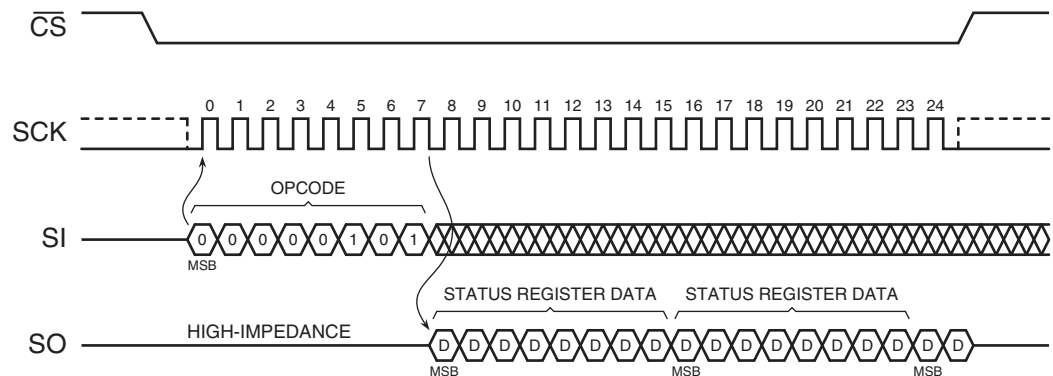 CS
0 1 2 3 4 5 6 7 8 9 10 11 12 13 14 15 16 17 18 19 20 21 22 23 24
SCK
OPCODE
SI 0 0 0 0 0 1 0 1
MSB
STATUS REGISTER DATA STATUS REGISTER DATA
HIGH-IMPEDANCE
SO D D D D D D D D D D D D D D D D D D
MSB MSB MSB